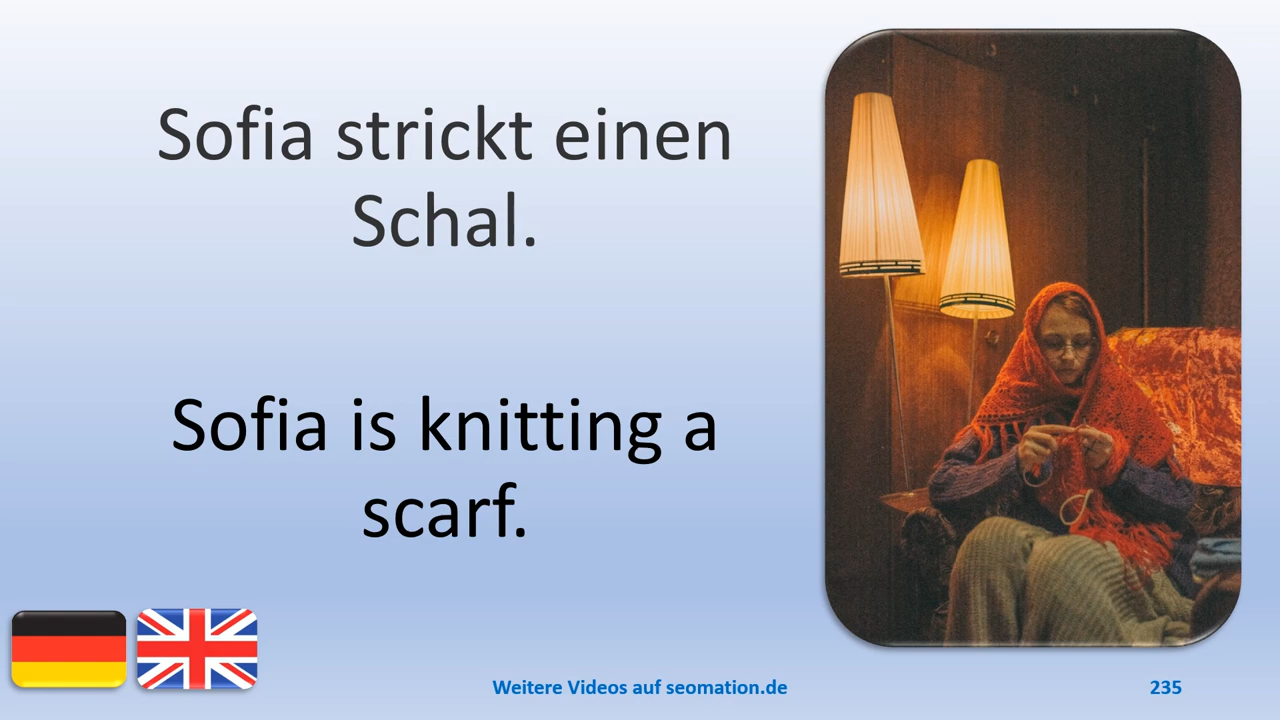 Sofia strickt einen
Schal.
Sofia is knitting a
scarf.
Weitere Videos auf seomation.de
235